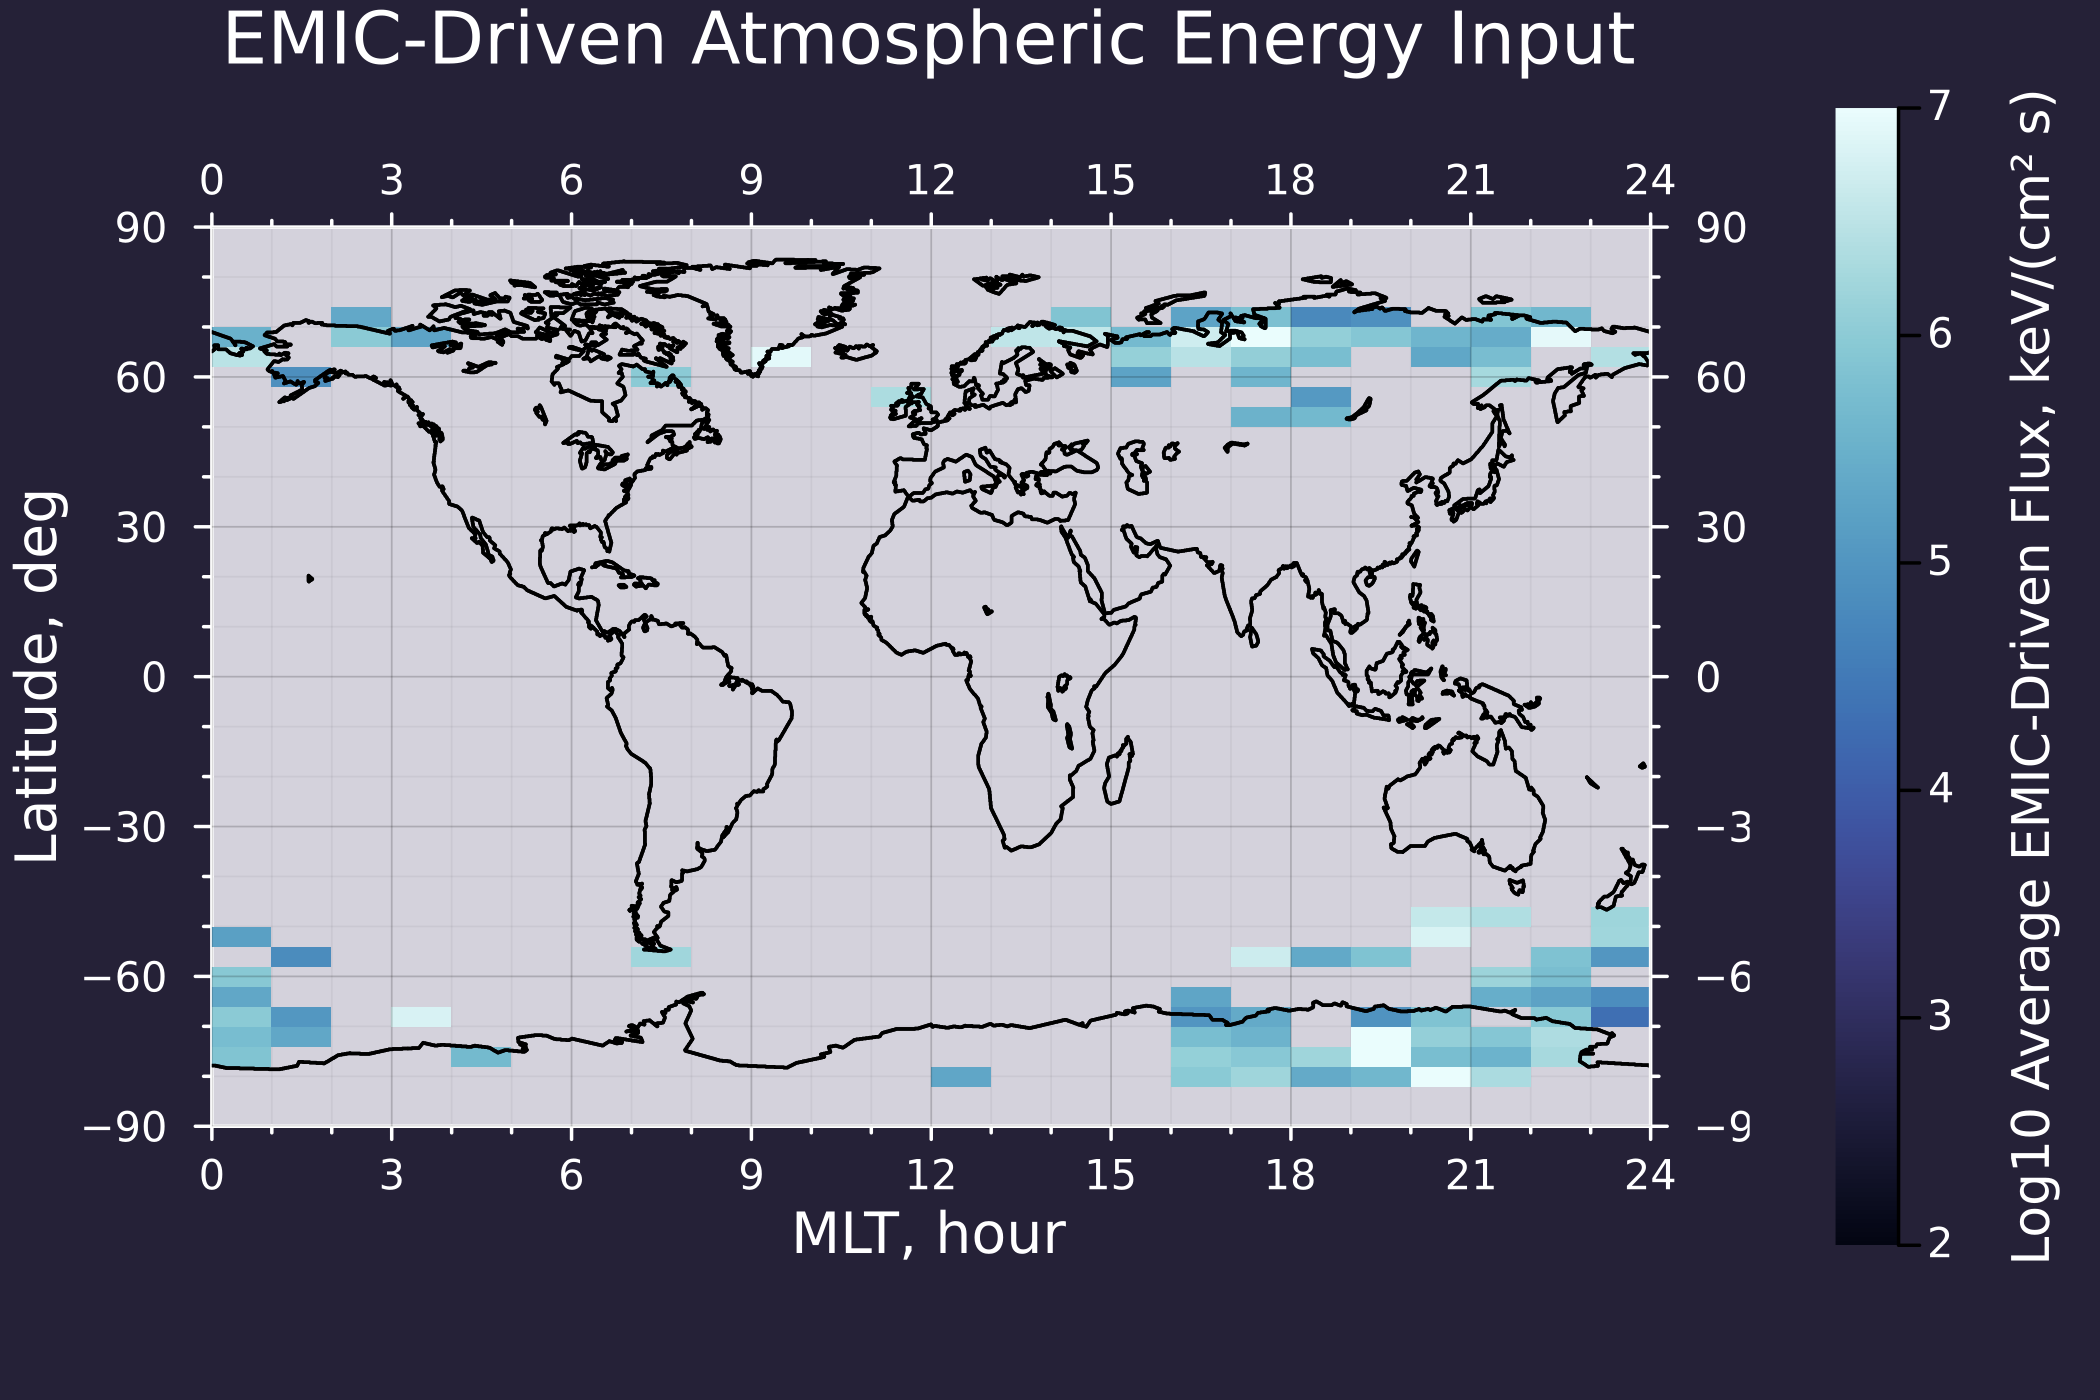 EMIC-Driven Atmospheric Energy Input
0 3 6 9 12 15 18 21 24
90 90
60 60
30 30
0 0
−30 −3
−60 −6
−90 −9
0 3 6 9 12 15 18 21 24
MLT, hour
Latitude, deg
7
6
5
4
3
2
Log10 Average EMIC-Driven Flux, keV/(cm² s)